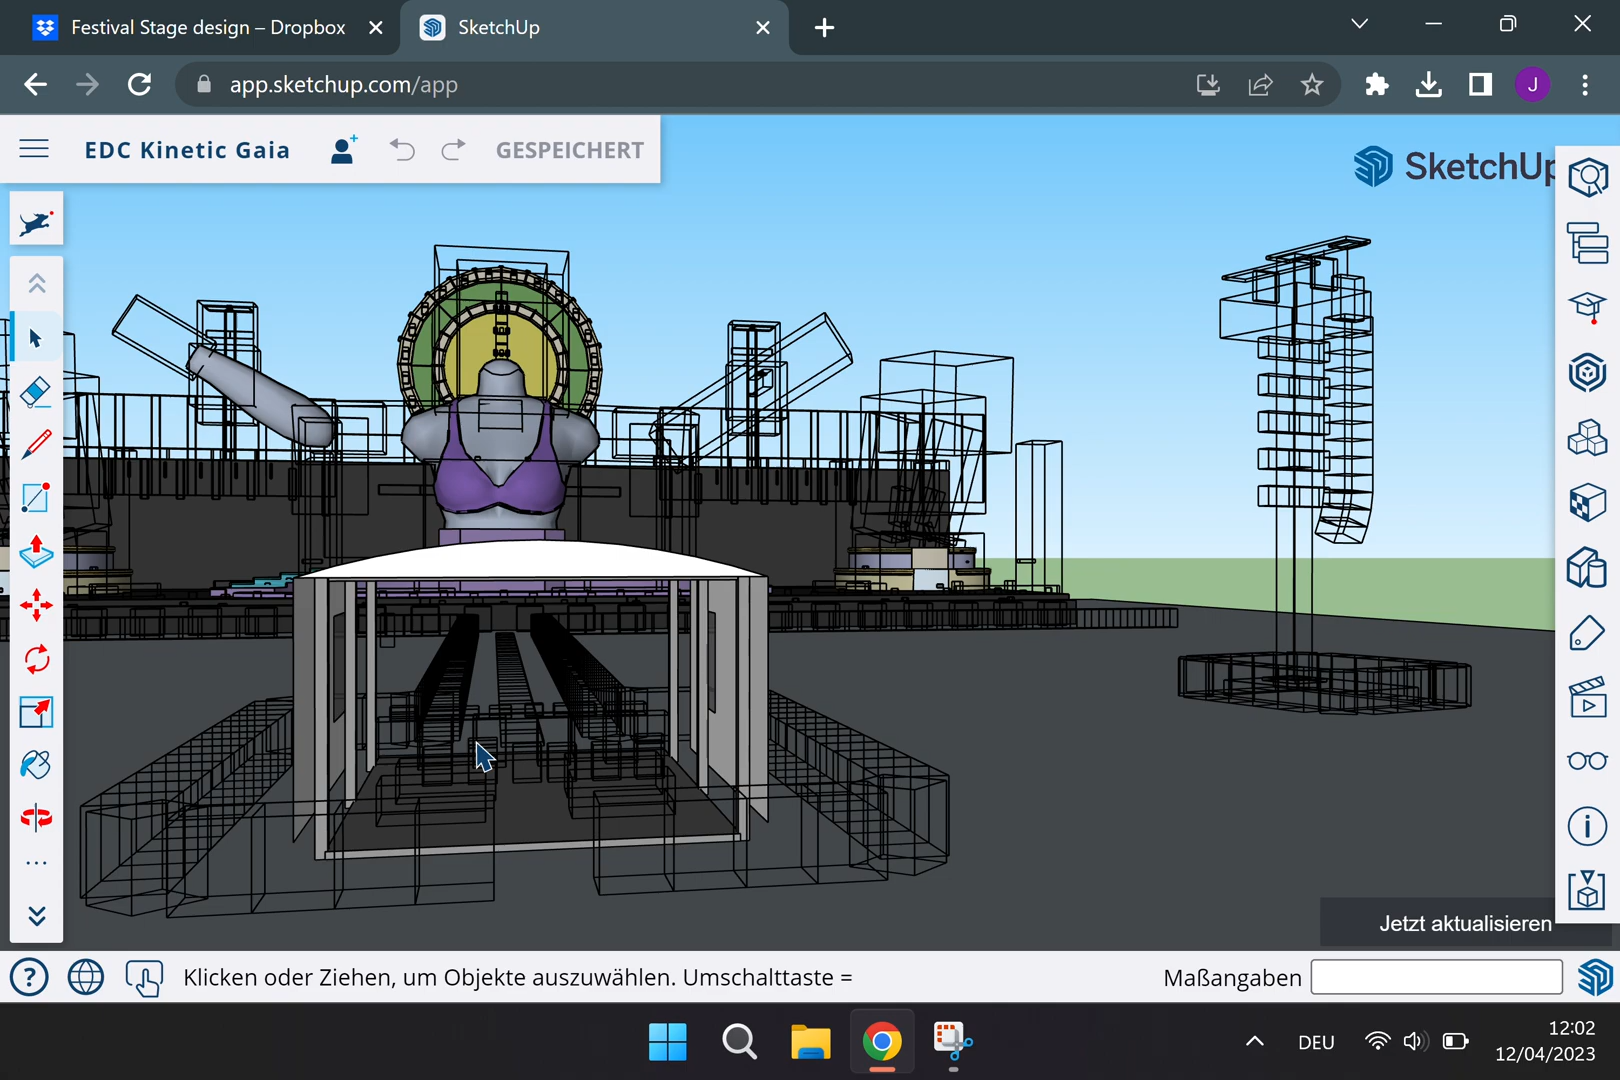 Festival Stage design – Dropbox
SketchUp
app.sketchup.com/app
J
EDC Kinetic Gaia
GESPEICHERT
SketchUp
Jetzt aktualisieren
Klicken oder Ziehen, um Objekte auszuwählen. Umschalttaste =
Maßangaben
DEU
12:02
12/04/2023